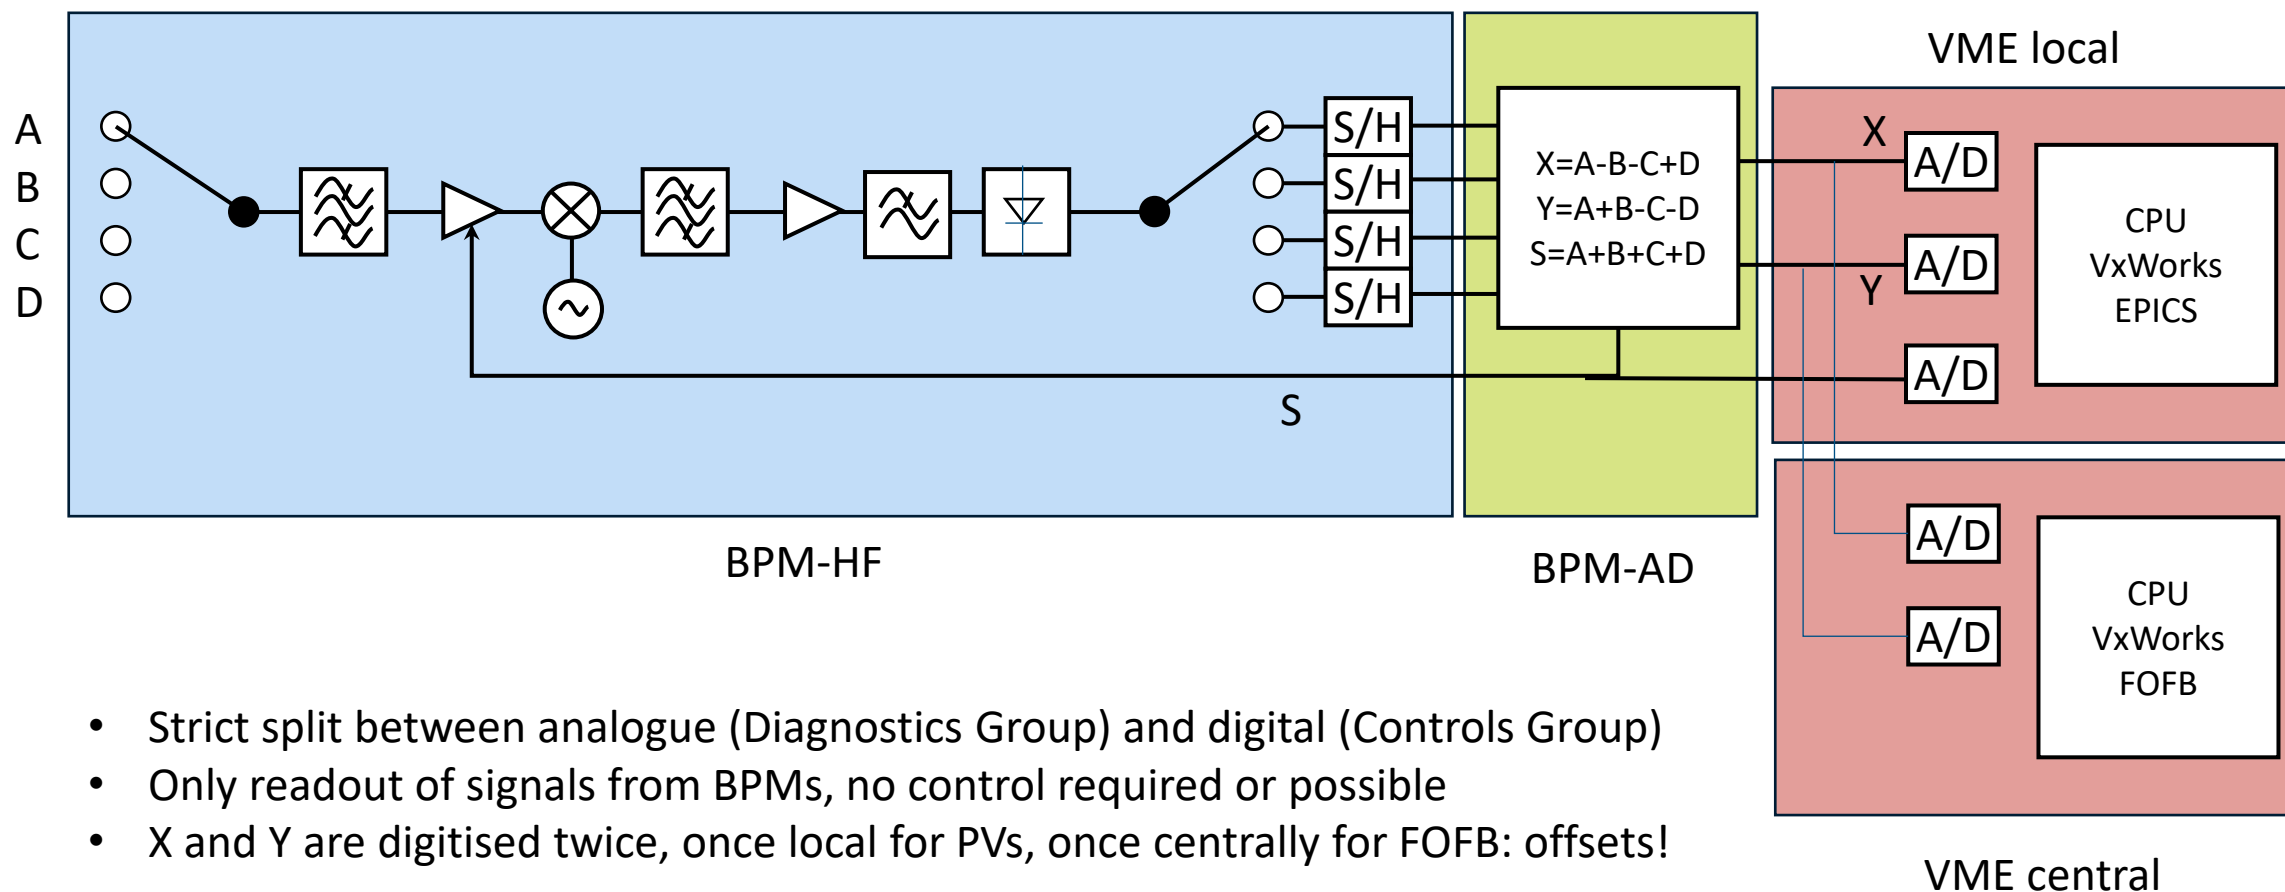 VME local
A
B
C
D
S/H
S/H
S/H
S/H
X=A-B-C+D
Y=A+B-C-D
S=A+B+C+D
X
Y
A/D
A/D
A/D
CPU
VxWorks
EPICS
S
BPM-HF
BPM-AD
A/D
A/D
CPU
VxWorks
FOFB
• Strict split between analogue (Diagnostics Group) and digital (Controls Group)
• Only readout of signals from BPMs, no control required or possible
• X and Y are digitised twice, once local for PVs, once centrally for FOFB: offsets!
VME central